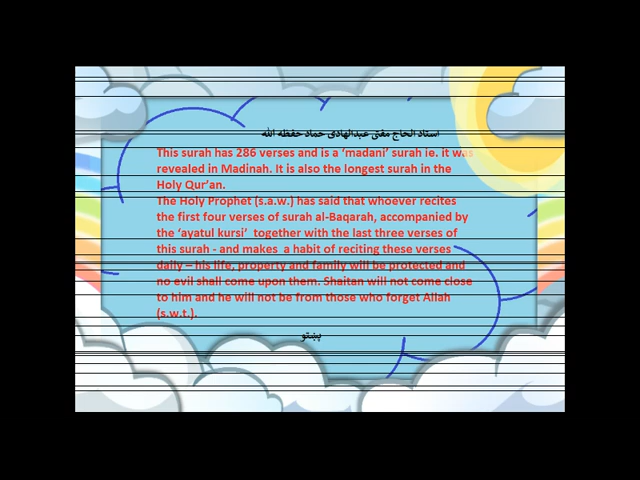 استاد الحاج مفتی عبدالهادی حماد حفظه الله
This surah has 286 verses and is a ‘madani’ surah ie. it was
revealed in Madinah. It is also the longest surah in the
Holy Qur’an.
The Holy Prophet (s.a.w.) has said that whoever recites
the first four verses of surah al-Baqarah, accompanied by
the ‘ayatul kursi’ together with the last three verses of
this surah - and makes a habit of reciting these verses
daily – his life, property and family will be protected and
no evil shall come upon them. Shaitan will not come close
to him and he will not be from those who forget Allah
(s.w.t.).
پښتو